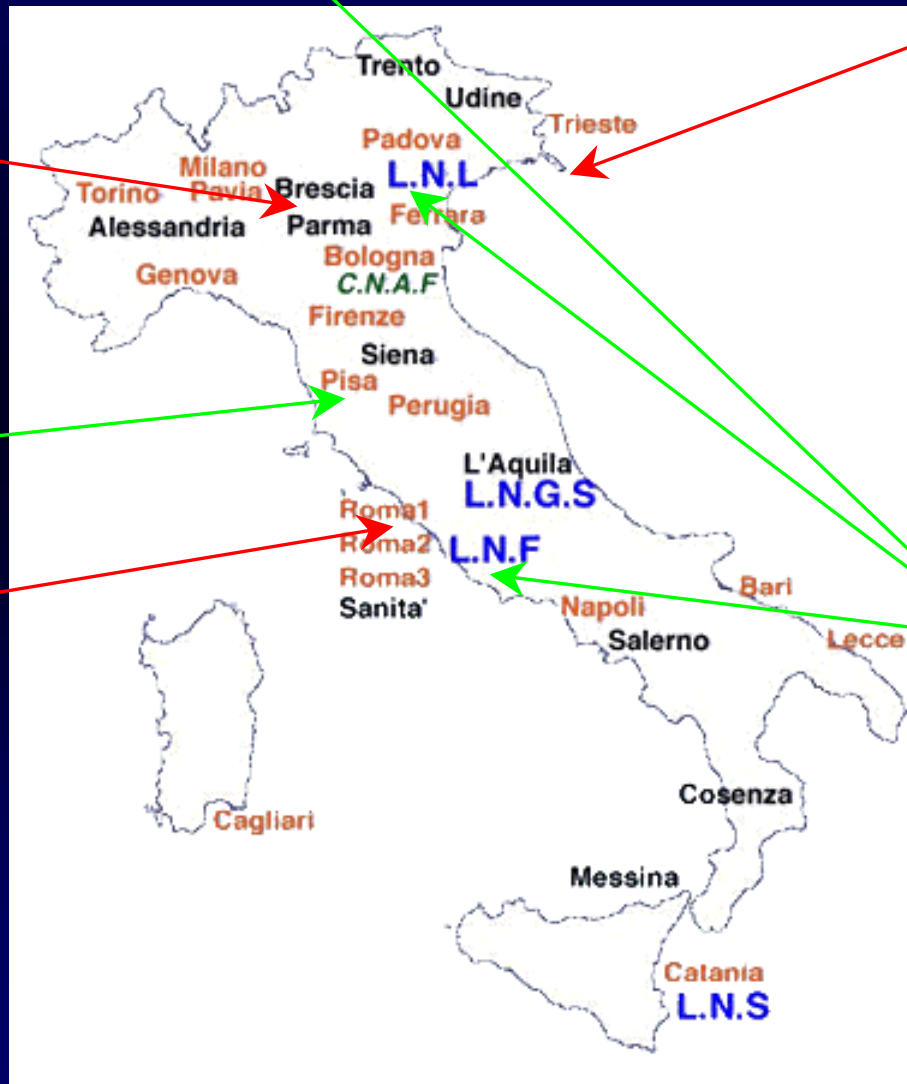 Trento
Udine
Trieste
Padova
Milano
L.N.L
Torino
Pavia
Brescia
Ferrara
Alessandria
Parma
Bologna
Genova
C.N.A.F
Firenze
Siena
Pisa
Perugia
L'Aquila
L.N.G.S
Roma1
Roma2
L.N.F
Roma3
Bari
Sanita'
Napoli
Salerno
Lecce
Cosenza
Cagliari
Messina
Catania
L.N.S